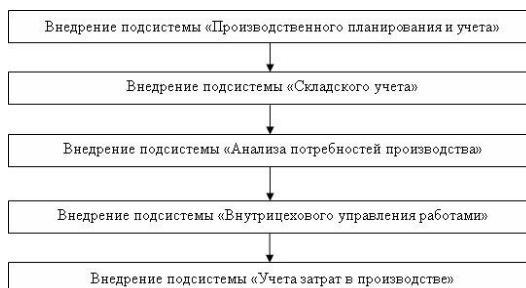 Внедрение подсистемы «Производственного планирования и учета»
Внедрение подсистемы «Складского учета»
Внедрение подсистемы «Анализа потребностей производства»
Внедрение подсистемы «Внутрицехового управления работами»
Внедрение подсистемы «Учета затрат в производстве»